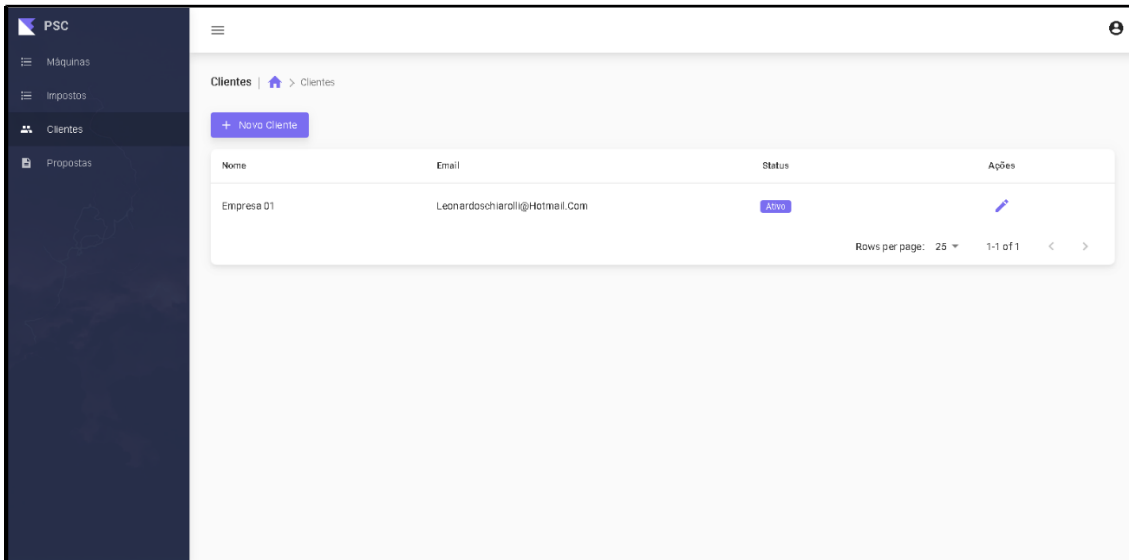 PSC
Máquinas
Impostos
Clientes
Propostas
Clientes | > Clientes
+ Novo Cliente
Nome Email Status Ações
Empresa 01 Leonardoschiarolli@Hotmail.Com Ativo
Rows per page: 25 1-1 of 1 < >